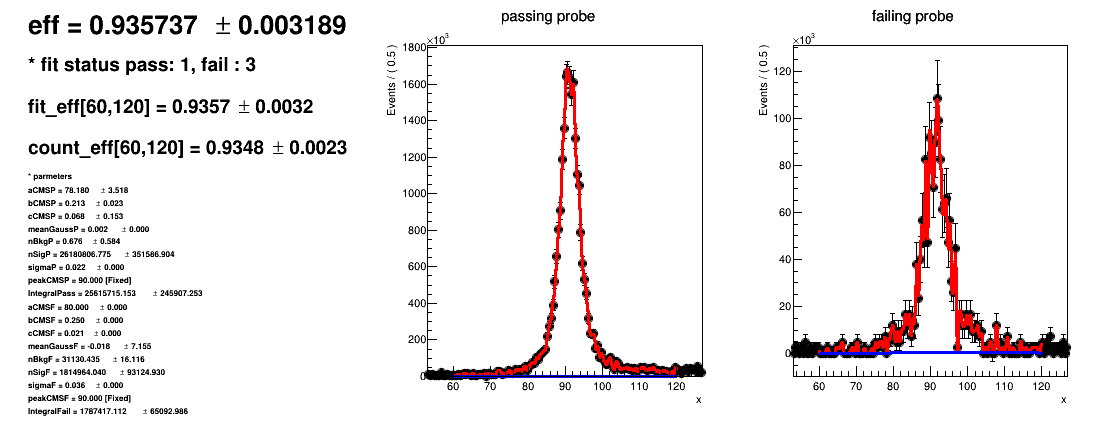 eff = 0.935737 ± 0.003189
* fit status pass: 1, fail : 3
fit_eff[60,120] = 0.9357 ± 0.0032
count_eff[60,120] = 0.9348 ± 0.0023
* parmeters
aCMSP = 78.180 ± 3.518
bCMSP = 0.213 ± 0.023
cCMSP = 0.068 ± 0.153
meanGaussP = 0.002 ± 0.000
nBkgP = 0.676 ± 0.584
nSigP = 26180806.775 ± 351586.904
sigmaP = 0.022 ± 0.000
peakCMSP = 90.000 [Fixed]
IntegralPass = 25615715.153 ± 245907.253
aCMSF = 80.000 ± 0.000
bCMSF = 0.250 ± 0.000
cCMSF = 0.021 ± 0.000
meanGaussF = -0.018 ± 7.155
nBkgF = 31130.435 ± 16.116
nSigF = 1814964.040 ± 93124.930
sigmaF = 0.036 ± 0.000
peakCMSF = 90.000 [Fixed]
IntegralFail = 1787417.112 ± 65092.986
passing probe
×10³
Events / ( 0.5 )
1800
1600
1400
1200
1000
800
600
400
200
0
60 70 80 90 100 110 120
x
failing probe
×10³
Events / ( 0.5 )
120
100
80
60
40
20
0
60 70 80 90 100 110 120
x